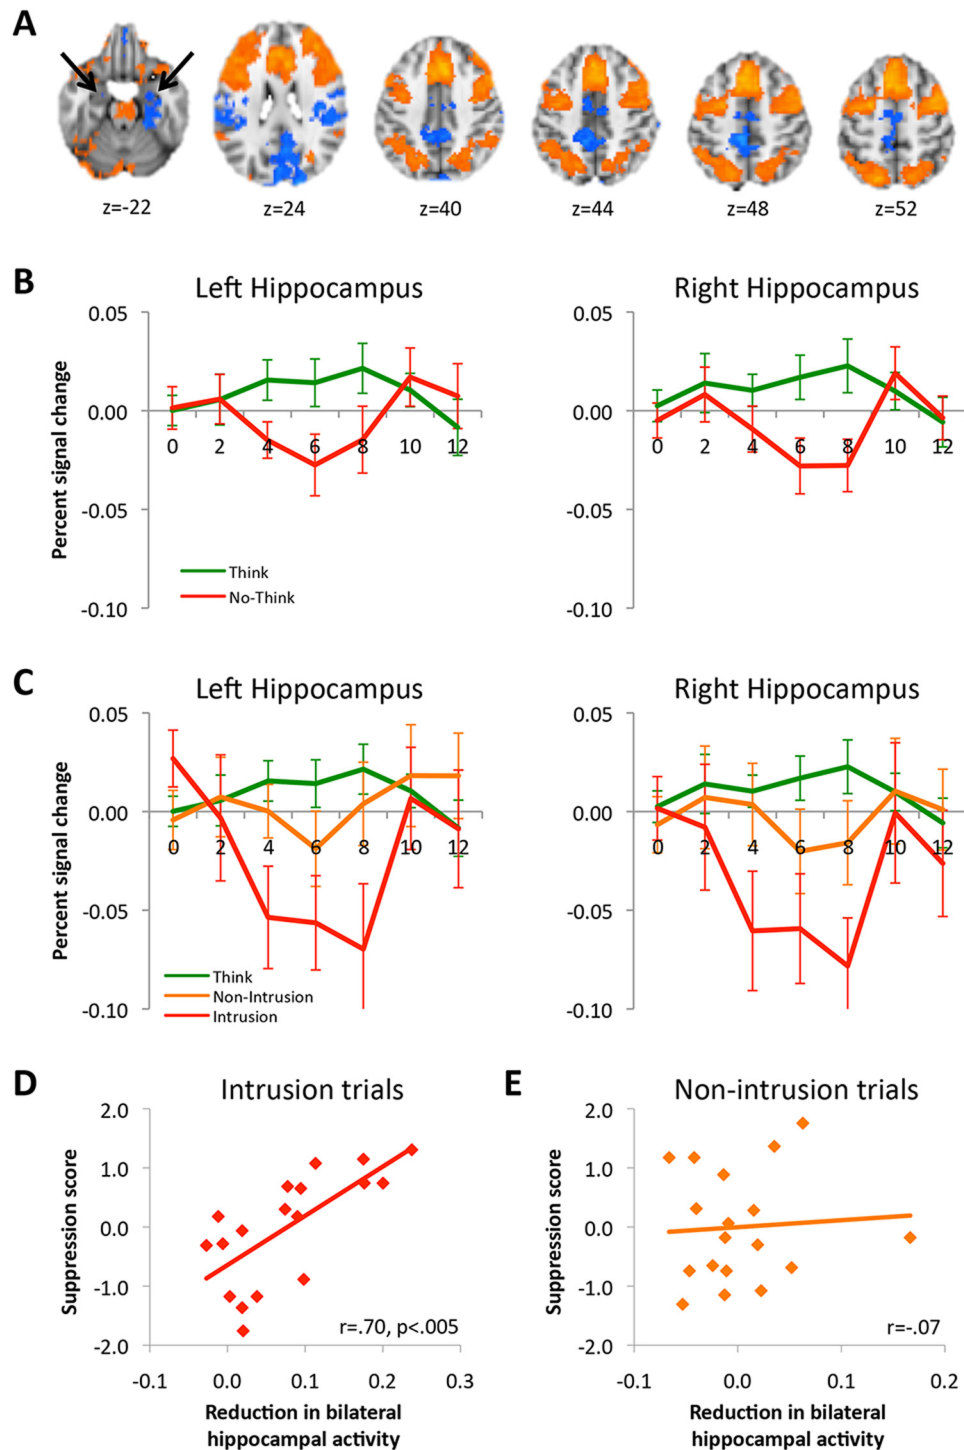 A
z=-22 z=24 z=40 z=44 z=48 z=52
B
Left Hippocampus Right Hippocampus
Percent signal change
0.05 0.05
0.00 0.00
0 2 4 6 8 10 12 0 2 4 6 8 10 12
-0.05 -0.05
Think
No-Think
-0.10 -0.10
C
Left Hippocampus Right Hippocampus
Percent signal change
0.05 0.05
0.00 0.00
0 2 4 6 8 10 12 0 2 4 6 8 10 12
-0.05 -0.05
Think
Non-Intrusion
Intrusion
-0.10 -0.10
D
Intrusion trials
Suppression score
2.0
1.0
0.0
-1.0
r=.70, p<.005
-2.0
-0.1 0.0 0.1 0.2 0.3
Reduction in bilateral
hippocampal activity
E
Non-intrusion trials
Suppression score
2.0
1.0
0.0
-1.0
r=-.07
-2.0
-0.1 0.0 0.1 0.2
Reduction in bilateral
hippocampal activity